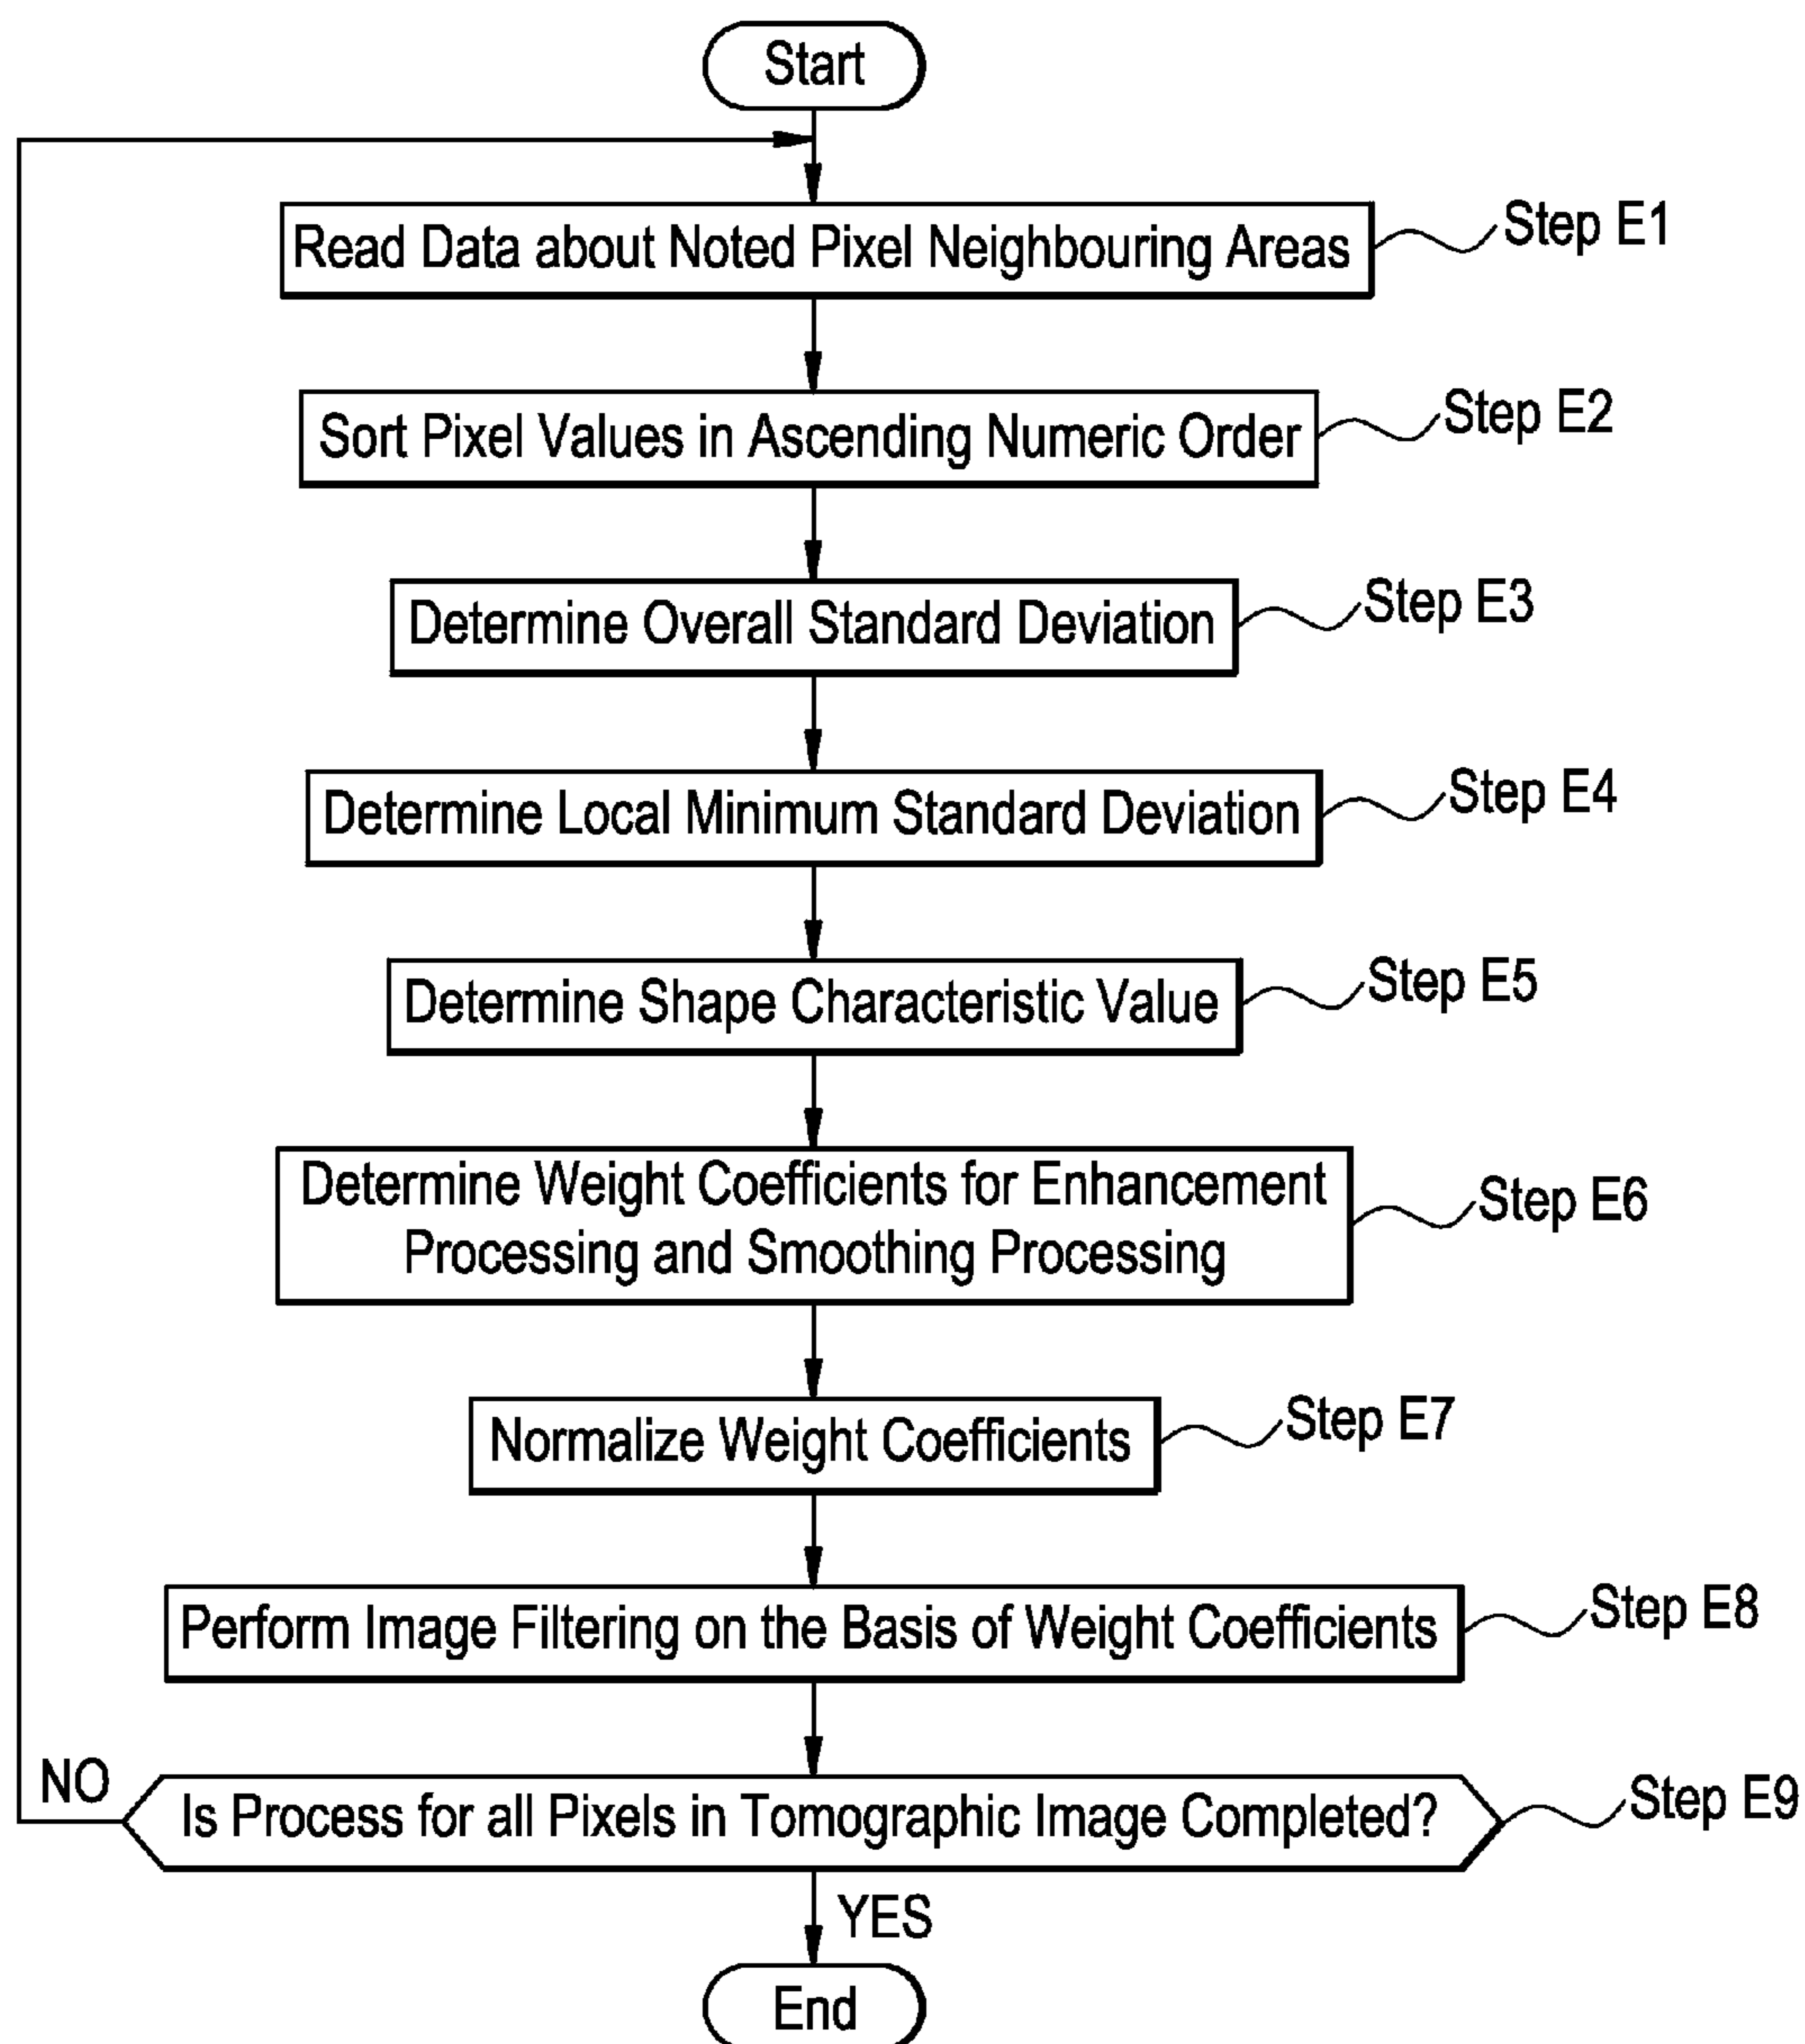 Start
Read Data about Noted Pixel Neighbouring Areas
Step E1
Sort Pixel Values in Ascending Numeric Order
Step E2
Determine Overall Standard Deviation
Step E3
Determine Local Minimum Standard Deviation
Step E4
Determine Shape Characteristic Value
Step E5
Determine Weight Coefficients for Enhancement
Processing and Smoothing Processing
Step E6
Normalize Weight Coefficients
Step E7
Perform Image Filtering on the Basis of Weight Coefficients
Step E8
NO
Is Process for all Pixels in Tomographic Image Completed?
Step E9
YES
End